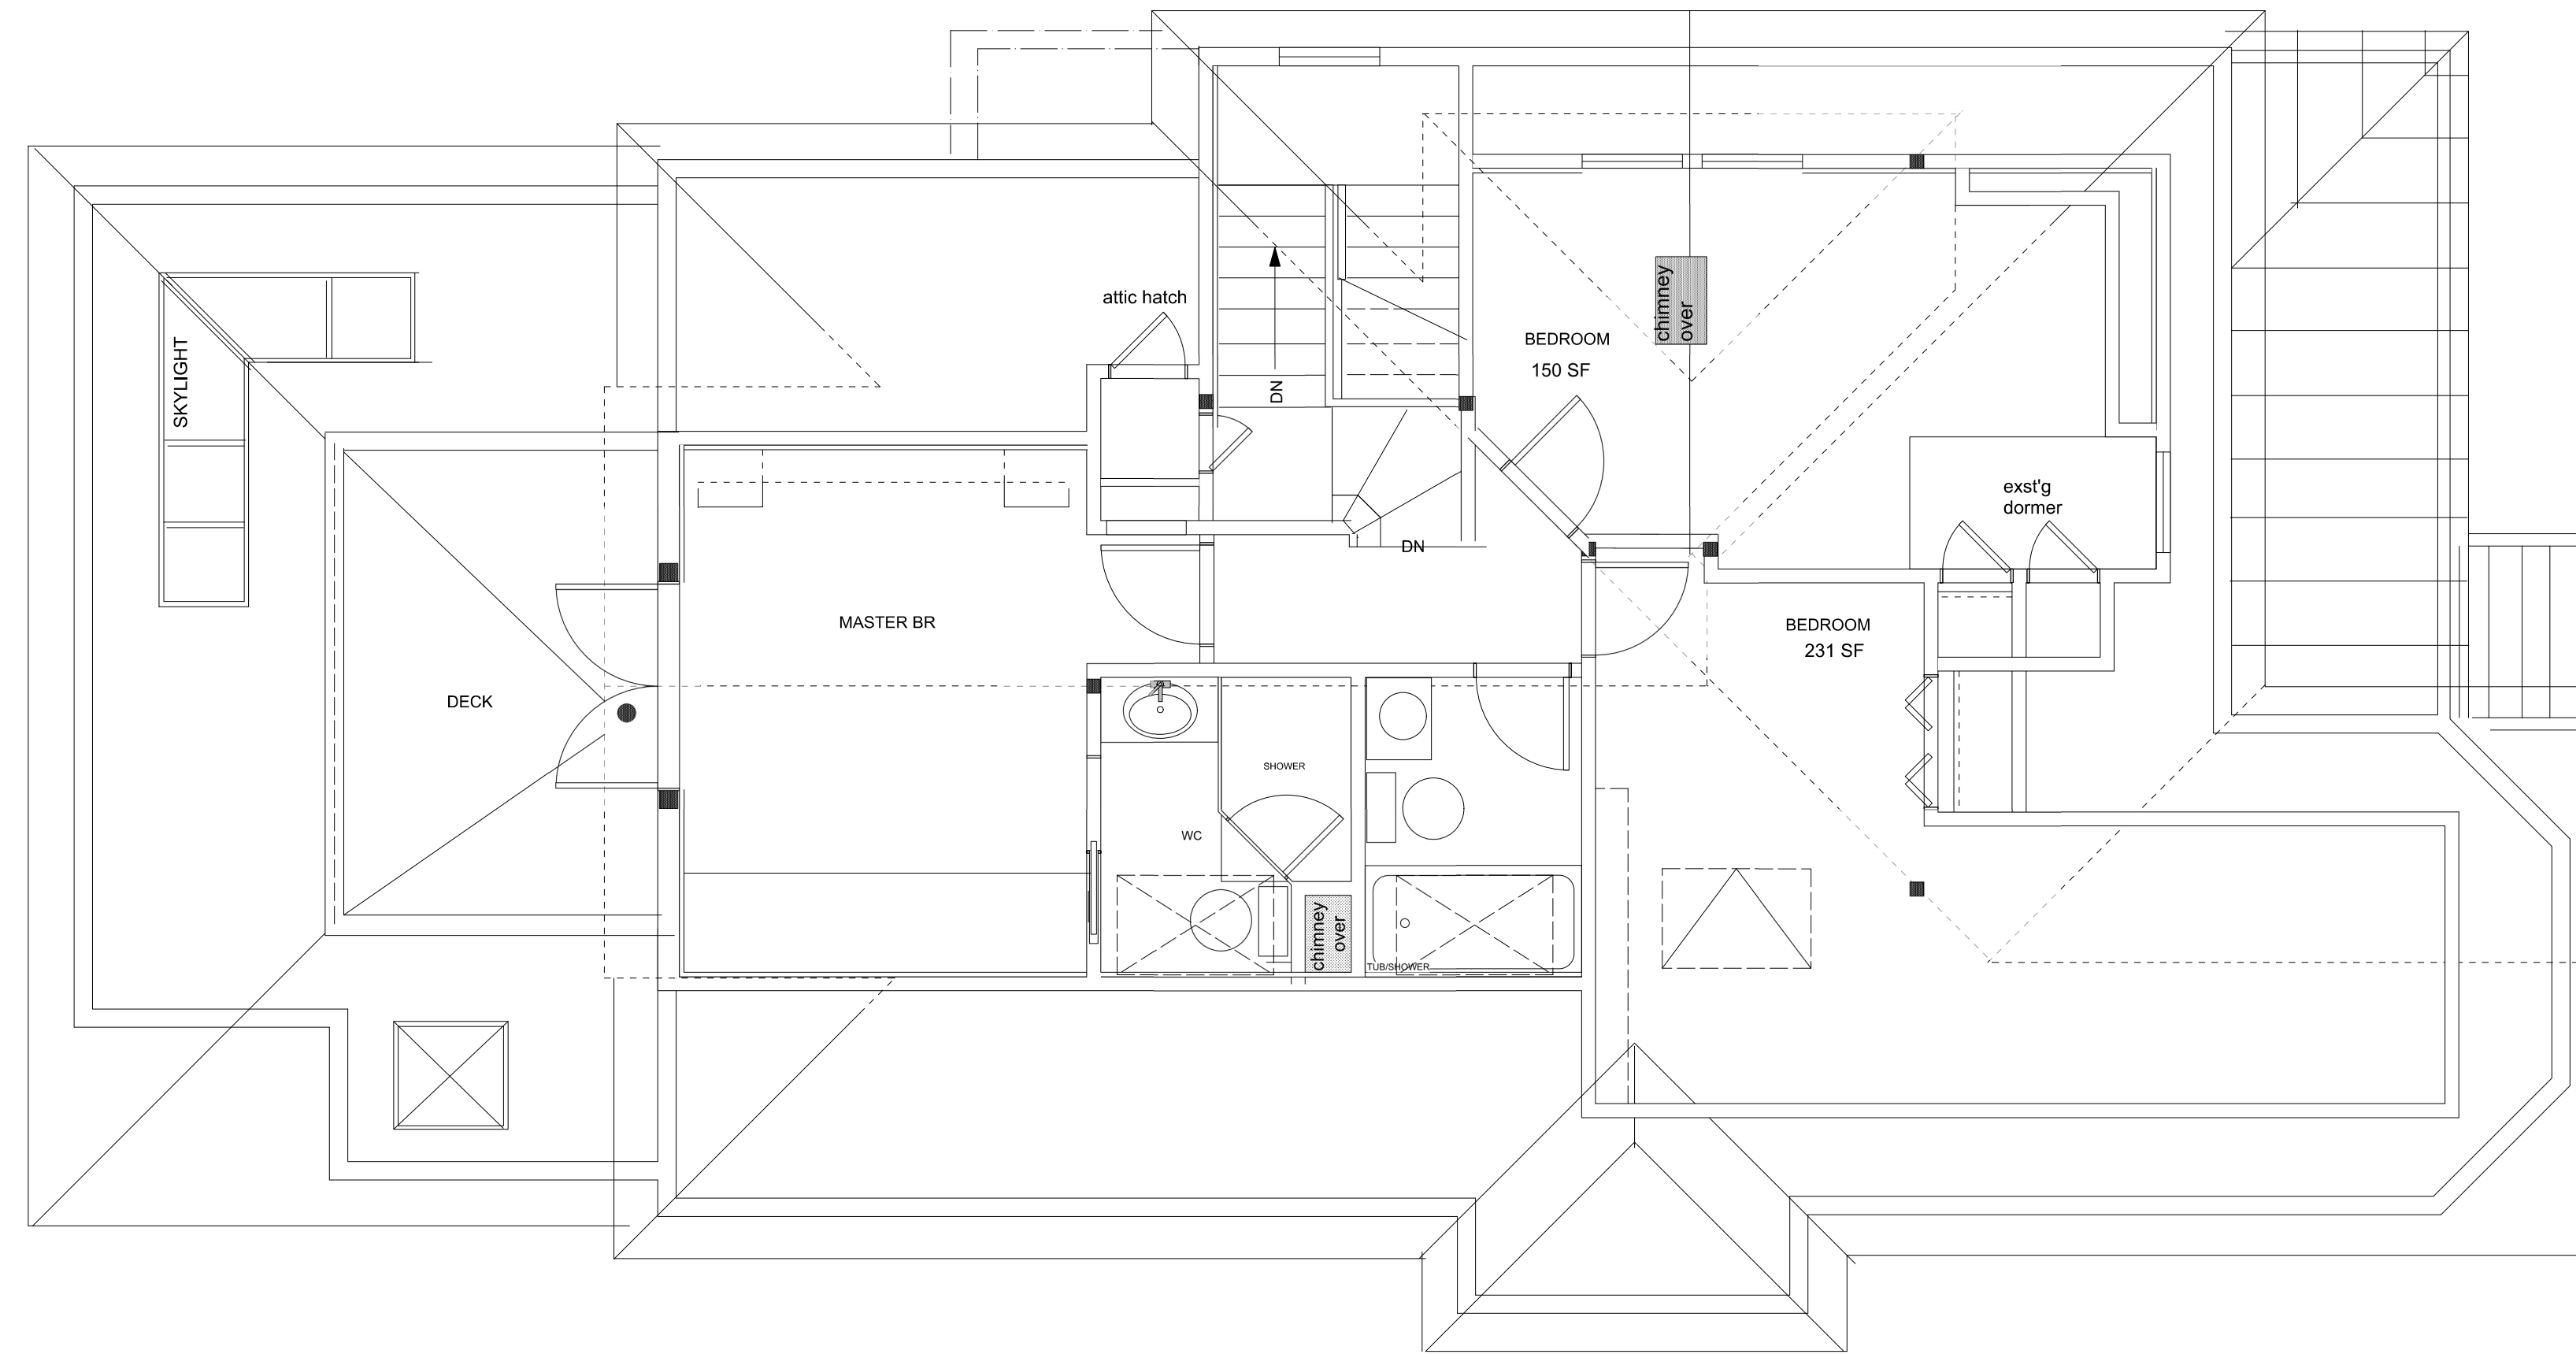 SKYLIGHT
DECK
MASTER BR
attic hatch
DN
DN
BEDROOM
150 SF
chimney
over
exst'g
dormer
BEDROOM
231 SF
SHOWER
WC
chimney
over
TUB/SHOWER